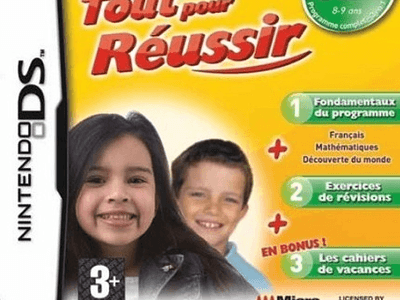 Tout pour
Réussir
8-9 ans
NINTENDO DS
1 Fondamentaux
du programme
Français
Mathématiques
Découverte du monde
+
2 Exercices
de révisions
+
EN BONUS !
3 Les cahiers
de vacances
3+
Micro
LICENSED BY